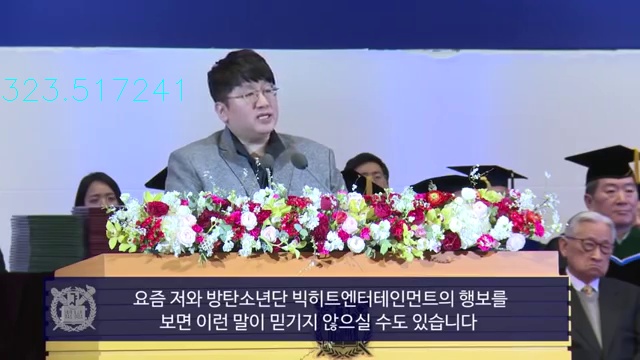 323.517241
요즘 저와 방탄소년단 빅히트엔터테인먼트의 행보를
보면 이런 말이 믿기지 않으실 수도 있습니다